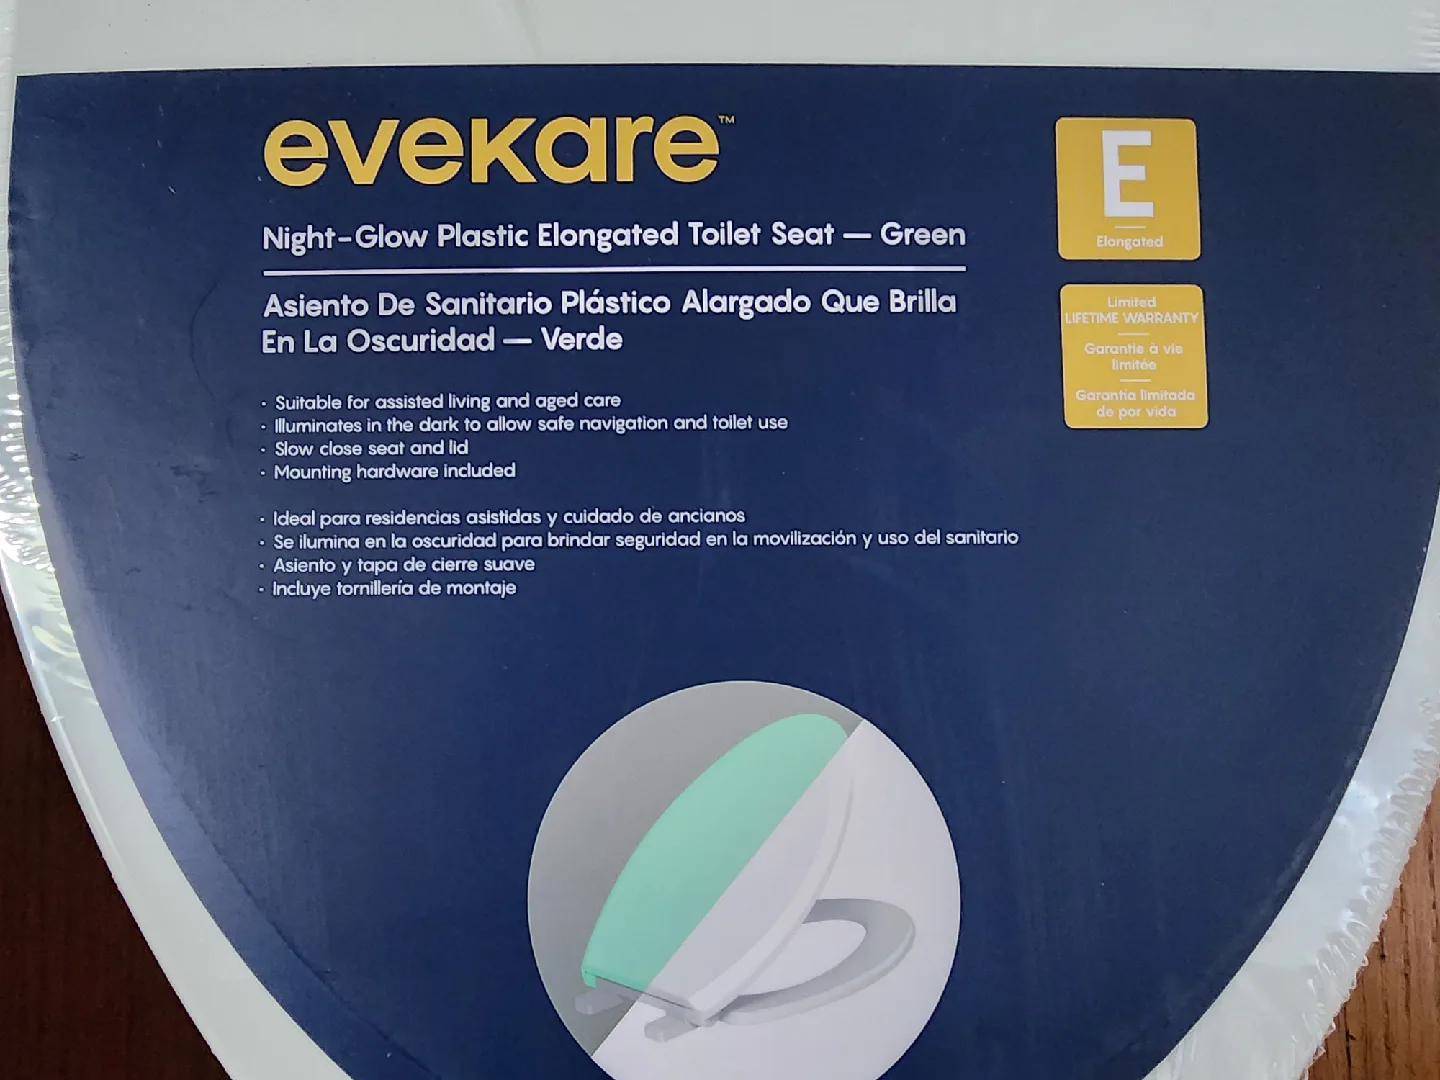 evekare™
Night-Glow Plastic Elongated Toilet Seat — Green
Asiento De Sanitario Plástico Alargado Que Brilla
En La Oscuridad — Verde
· Suitable for assisted living and aged care
· Illuminates in the dark to allow safe navigation and toilet use
· Slow close seat and lid
· Mounting hardware included
· Ideal para residencias asistidas y cuidado de ancianos
· Se ilumina en la oscuridad para brindar seguridad en la movilización y uso del sanitario
· Asiento y tapa de cierre suave
· Incluye tornillería de montaje
E
Elongated
Limited
LIFETIME WARRANTY
Garantie à vie
limitée
Garantía limitada
de por vida